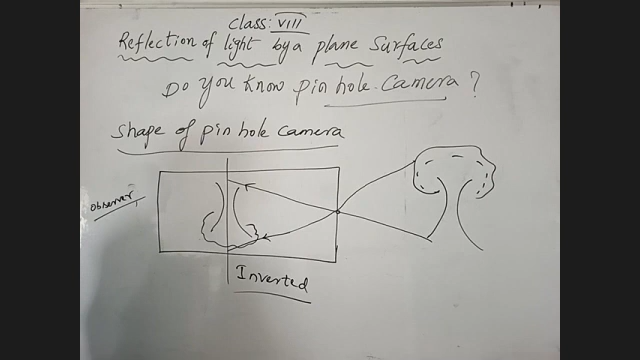 class: VIII
Reflection of light by a plane Surfaces
Do you know pin hole camera ?
shape of pin hole camera
observer
Inverted